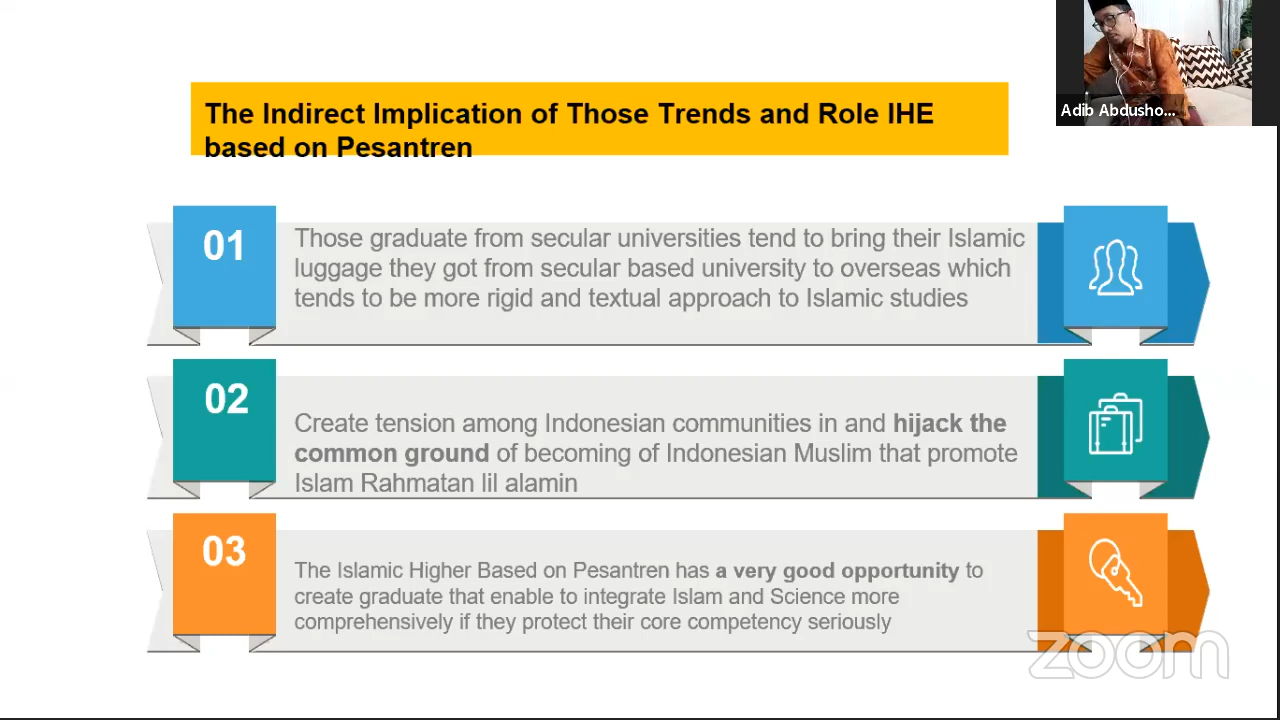 The Indirect Implication of Those Trends and Role IHE
based on Pesantren
Adib Abdusho...
01
Those graduate from secular universities tend to bring their Islamic
luggage they got from secular based university to overseas which
tends to be more rigid and textual approach to Islamic studies
02
Create tension among Indonesian communities in and hijack the
common ground of becoming of Indonesian Muslim that promote
Islam Rahmatan lil alamin
03
The Islamic Higher Based on Pesantren has a very good opportunity to
create graduate that enable to integrate Islam and Science more
comprehensively if they protect their core competency seriously
zoom